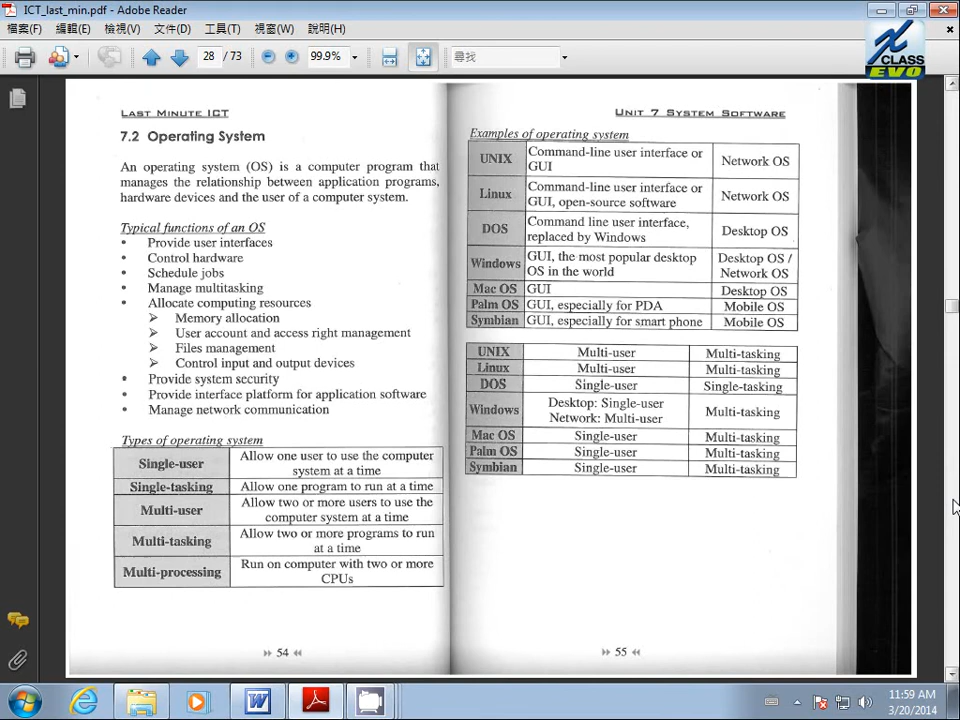 ICT_last_min.pdf - Adobe Reader
檔案(F) 編輯(E) 檢視(V) 文件(D) 工具(T) 視窗(W) 說明(H)
28 / 73 99.9% 尋找
CLASS
EVO
LAST MINUTE ICT
7.2 Operating System
An operating system (OS) is a computer program that
manages the relationship between application programs,
hardware devices and the user of a computer system.
Typical functions of an OS
• Provide user interfaces
• Control hardware
• Schedule jobs
• Manage multitasking
• Allocate computing resources
➢ Memory allocation
➢ User account and access right management
➢ Files management
➢ Control input and output devices
• Provide system security
• Provide interface platform for application software
• Manage network communication
Types of operating system
Single-user Allow one user to use the computer
system at a time
Single-tasking Allow one program to run at a time
Multi-user Allow two or more users to use the
computer system at a time
Multi-tasking Allow two or more programs to run
at a time
Multi-processing Run on computer with two or more
CPUs
54
UNIT 7 SYSTEM SOFTWARE
Examples of operating system
UNIX Command-line user interface or
GUI Network OS
Linux Command-line user interface or
GUI, open-source software Network OS
DOS Command line user interface,
replaced by Windows Desktop OS
Windows GUI, the most popular desktop Desktop OS /
OS in the world Network OS
Mac OS GUI Desktop OS
Palm OS GUI, especially for PDA Mobile OS
Symbian GUI, especially for smart phone Mobile OS
UNIX Multi-user Multi-tasking
Linux Multi-user Multi-tasking
DOS Single-user Single-tasking
Windows Desktop: Single-user
Network: Multi-user Multi-tasking
Mac OS Single-user Multi-tasking
Palm OS Single-user Multi-tasking
Symbian Single-user Multi-tasking
55
11:59 AM
3/20/2014